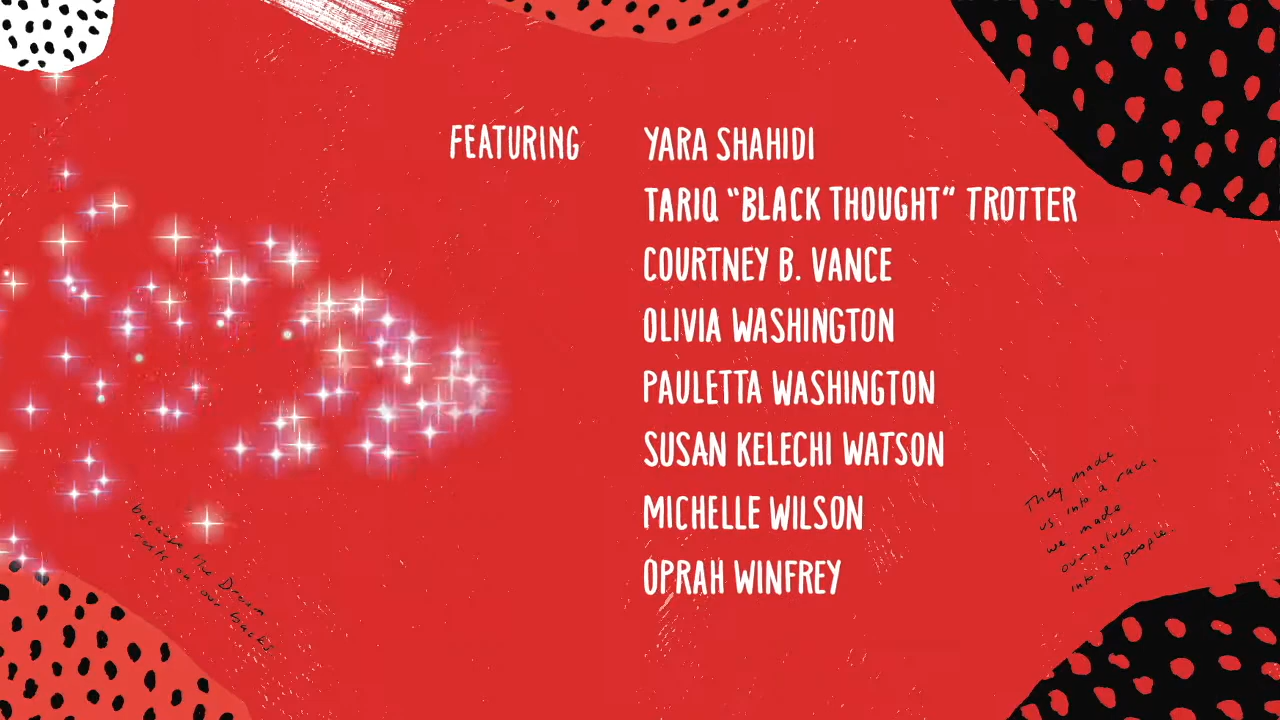 FEATURING YARA SHAHIDI
TARIQ “BLACK THOUGHT” TROTTER
COURTNEY B. VANCE
OLIVIA WASHINGTON
PAULETTA WASHINGTON
SUSAN KELECHI WATSON
MICHELLE WILSON
OPRAH WINFREY
They made
us into a race.
we made
ourselves
into a people.
because the Dream
rests on our backs